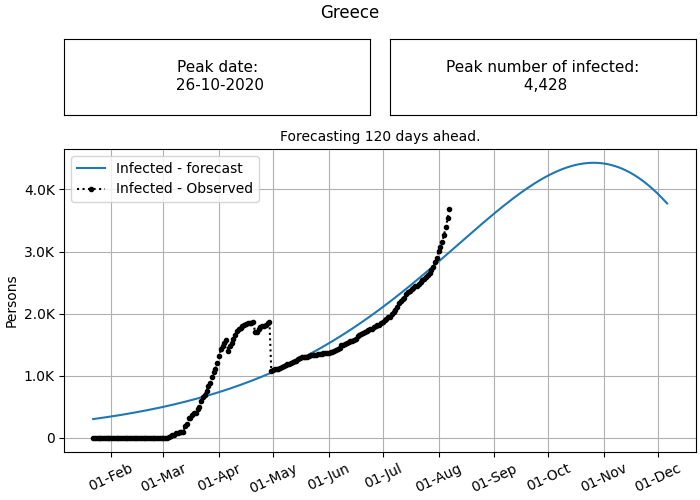 Greece
Peak date:
26-10-2020
Peak number of infected:
4,428
Forecasting 120 days ahead.
Infected - forecast
Infected - Observed
4.0K
3.0K
2.0K
1.0K
0
Persons
01-Feb
01-Mar
01-Apr
01-May
01-Jun
01-Jul
01-Aug
01-Sep
01-Oct
01-Nov
01-Dec